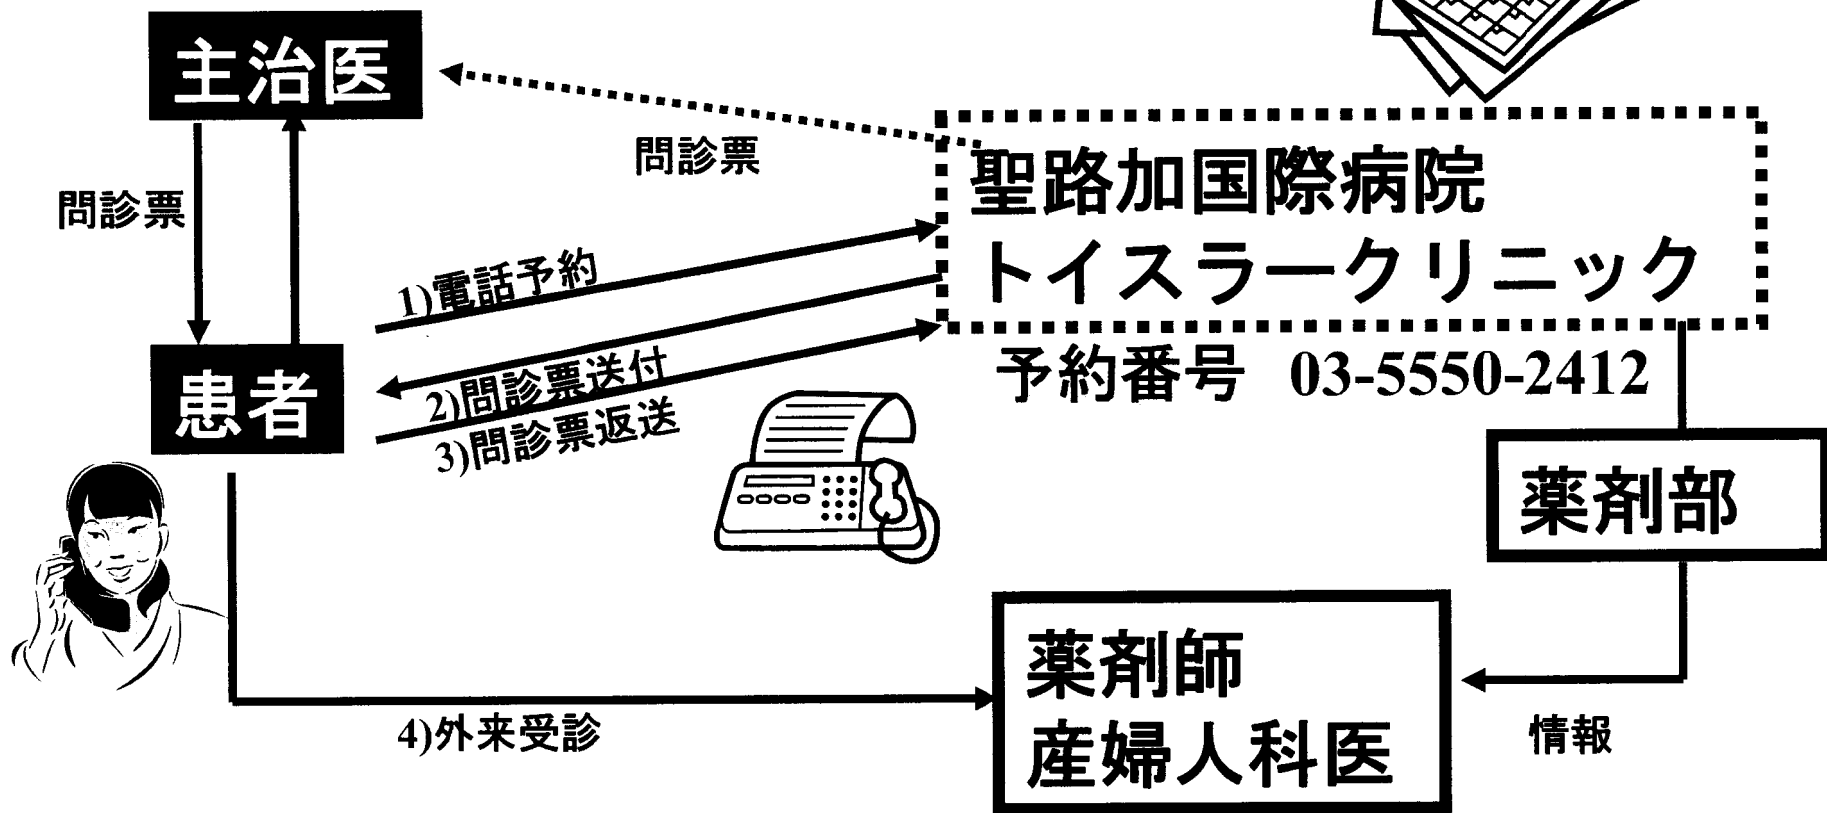 主治医
問診票
問診票
聖路加国際病院
トイスラークリニック
1)電話予約
2)問診票送付
3)問診票返送
予約番号 03-5550-2412
患者
薬剤部
薬剤師
産婦人科医
4)外来受診
情報